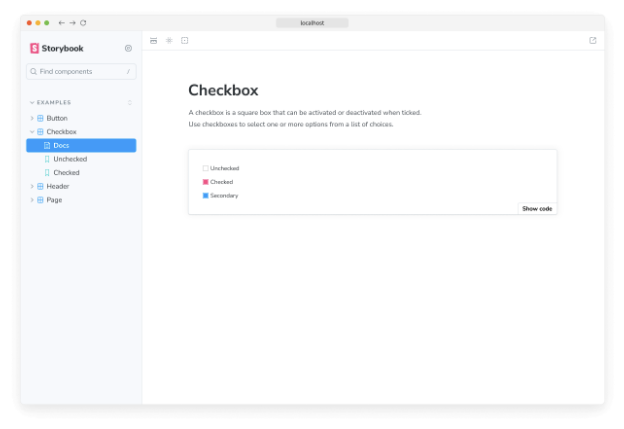 localhost
S Storybook
Find components /
EXAMPLES
Button
Checkbox
Docs
Unchecked
Checked
Header
Page
Checkbox
A checkbox is a square box that can be activated or deactivated when ticked.
Use checkboxes to select one or more options from a list of choices.
Unchecked
Checked
Secondary
Show code